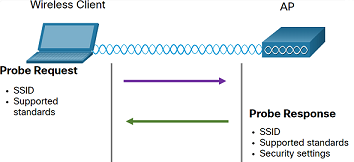 Wireless Client
AP
Probe Request
• SSID
• Supported
standards
Probe Response
• SSID
• Supported standards
• Security settings